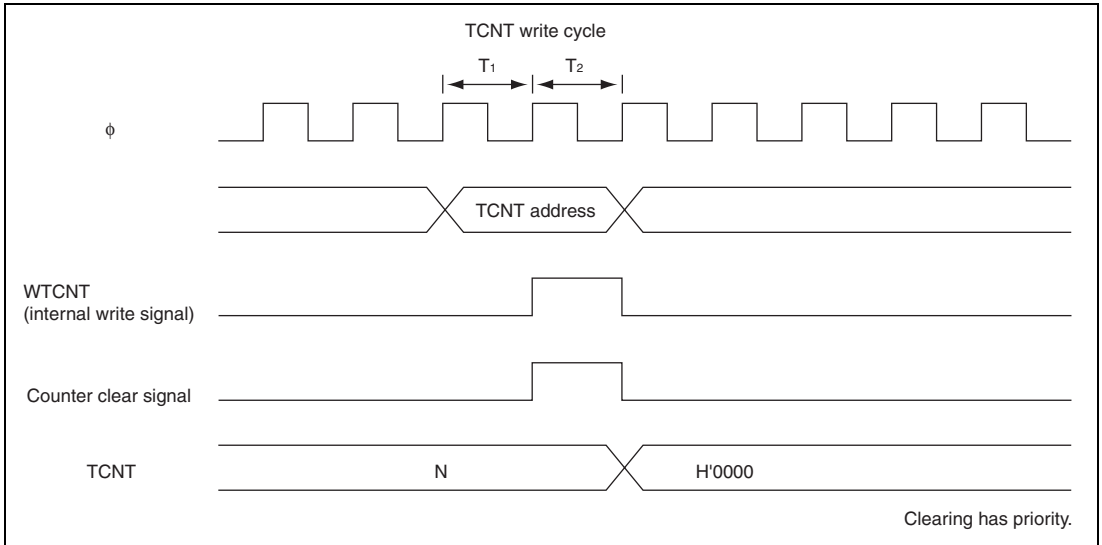 TCNT write cycle
T1 T2
ϕ
TCNT address
WTCNT
(internal write signal)
Counter clear signal
TCNT N H'0000
Clearing has priority.